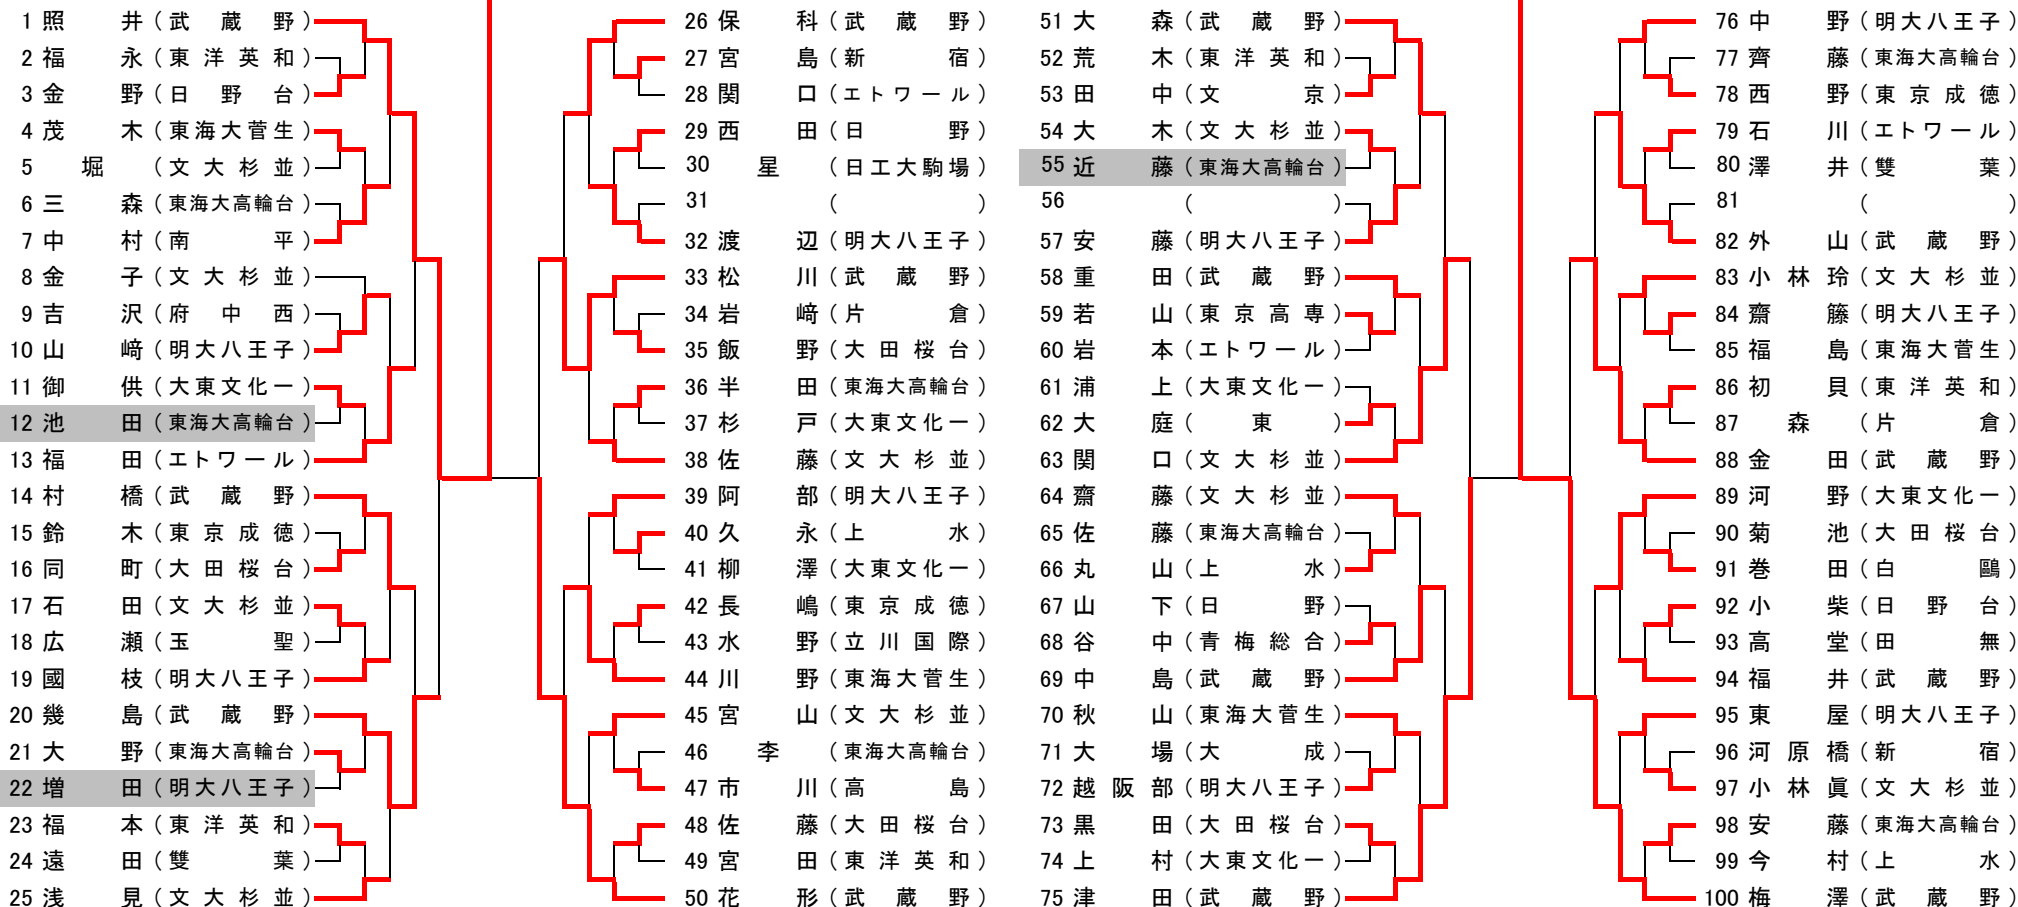 1 照井（武蔵野）
2 福永（東洋英和）
3 金野（日野台）
4 茂木（東海大菅生）
5 堀（文大杉並）
6 三森（東海大高輪台）
7 中村（南平）
8 金子（文大杉並）
9 吉沢（府中西）
10 山﨑（明大八王子）
11 御供（大東文化一）
12 池田（東海大高輪台）
13 福田（エトワール）
14 村橋（武蔵野）
15 鈴木（東京成徳）
16 同町（大田桜台）
17 石田（文大杉並）
18 広瀬（玉聖）
19 國枝（明大八王子）
20 幾島（武蔵野）
21 大野（東海大高輪台）
22 増田（明大八王子）
23 福本（東洋英和）
24 遠田（雙葉）
25 浅見（文大杉並）
26 保科（武蔵野）
27 宮島（新宿）
28 関口（エトワール）
29 西田（日野）
30 星（日工大駒場）
31 （）
32 渡辺（明大八王子）
33 松川（武蔵野）
34 岩﨑（片倉）
35 飯野（大田桜台）
36 半田（東海大高輪台）
37 杉戸（大東文化一）
38 佐藤（文大杉並）
39 阿部（明大八王子）
40 久永（上水）
41 柳澤（大東文化一）
42 長嶋（東京成徳）
43 水野（立川国際）
44 川野（東海大菅生）
45 宮山（文大杉並）
46 李（東海大高輪台）
47 市川（高島）
48 佐藤（大田桜台）
49 宮田（東洋英和）
50 花形（武蔵野）
51 大森（武蔵野）
52 荒木（東洋英和）
53 田中（文京）
54 大木（文大杉並）
55 近藤（東海大高輪台）
56 （）
57 安藤（明大八王子）
58 重田（武蔵野）
59 若山（東京高専）
60 岩本（エトワール）
61 浦上（大東文化一）
62 大庭（東）
63 関口（文大杉並）
64 齋藤（文大杉並）
65 佐藤（東海大高輪台）
66 丸山（上水）
67 山下（日野）
68 谷中（青梅総合）
69 中島（武蔵野）
70 秋山（東海大菅生）
71 大場（大成）
72 越阪部（明大八王子）
73 黒田（大田桜台）
74 上村（大東文化一）
75 津田（武蔵野）
76 中野（明大八王子）
77 齊藤（東海大高輪台）
78 西野（東京成徳）
79 石川（エトワール）
80 澤井（雙葉）
81 （）
82 外山（武蔵野）
83 小林玲（文大杉並）
84 齋籐（明大八王子）
85 福島（東海大菅生）
86 初貝（東洋英和）
87 森（片倉）
88 金田（武蔵野）
89 河野（大東文化一）
90 菊池（大田桜台）
91 巻田（白鷗）
92 小柴（日野台）
93 高堂（田無）
94 福井（武蔵野）
95 東屋（明大八王子）
96 河原橋（新宿）
97 小林眞（文大杉並）
98 安藤（東海大高輪台）
99 今村（上水）
100 梅澤（武蔵野）